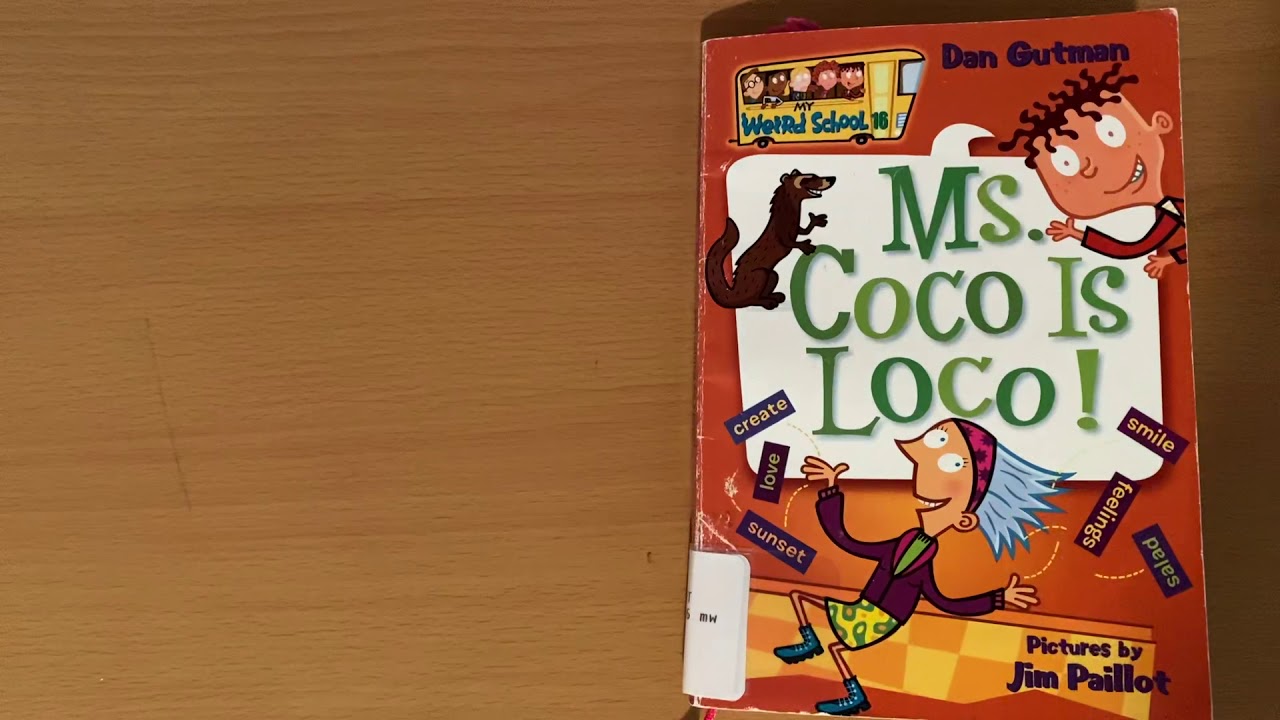 Dan Gutman
MY
WeiRd School 16
Ms.
Coco Is
Loco!
create
love
sunset
smile
feelings
salad
mw
Pictures by
Jim Paillot